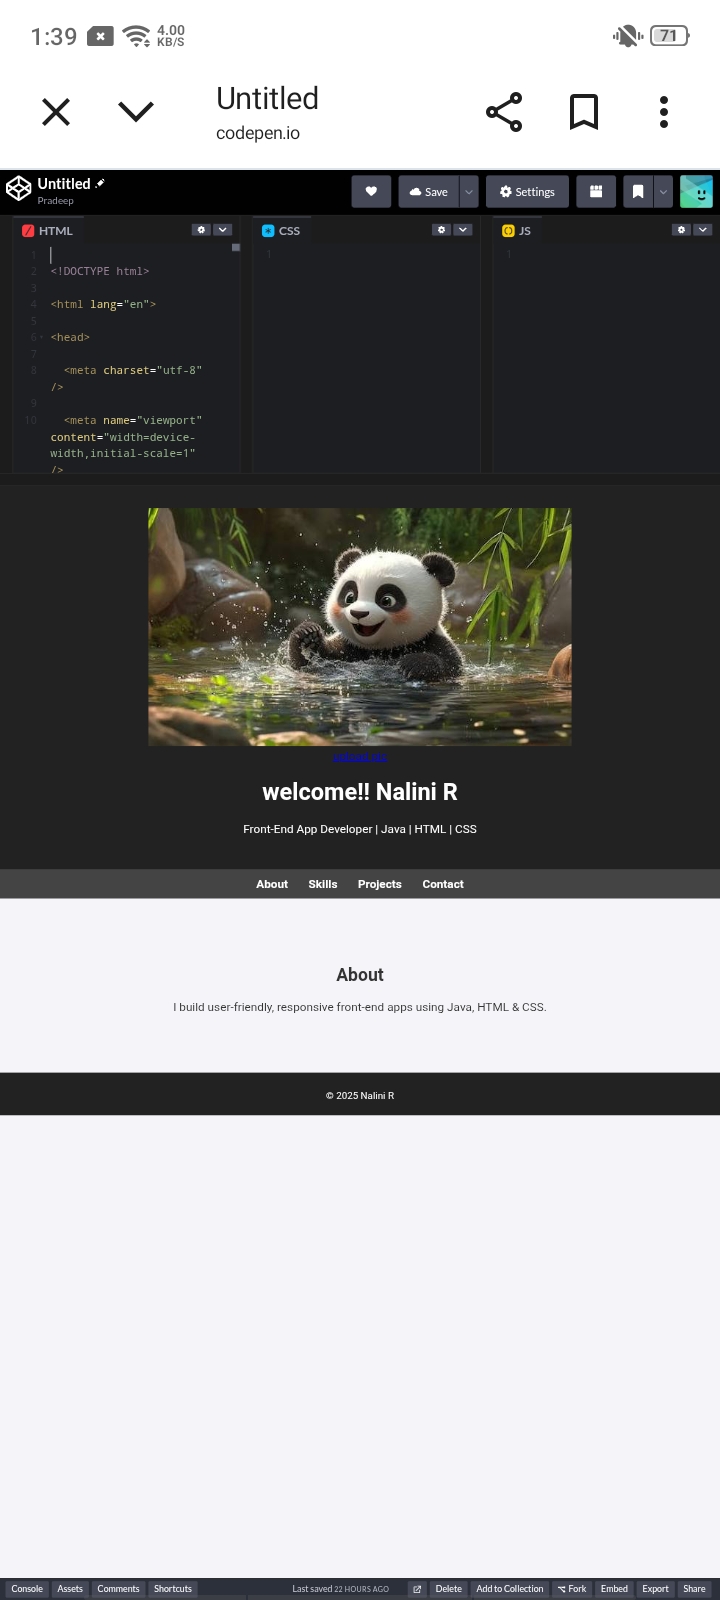 1:39
4.00
KB/S
71
Untitled
codepen.io
Untitled
Pradeep
Save
Settings
HTML
CSS
JS
1
1
1
2 <!DOCTYPE html>
3
4 <html lang="en">
5
6 <head>
7
8 <meta charset="utf-8"
/>
9
10 <meta name="viewport"
content="width=device-
width,initial-scale=1"
/>
welcome!! Nalini R
Front-End App Developer | Java | HTML | CSS
About Skills Projects Contact
About
I build user-friendly, responsive front-end apps using Java, HTML & CSS.
© 2025 Nalini R
Console Assets Comments Shortcuts Last saved 22 HOURS AGO Delete Add to Collection Fork Embed Export Share